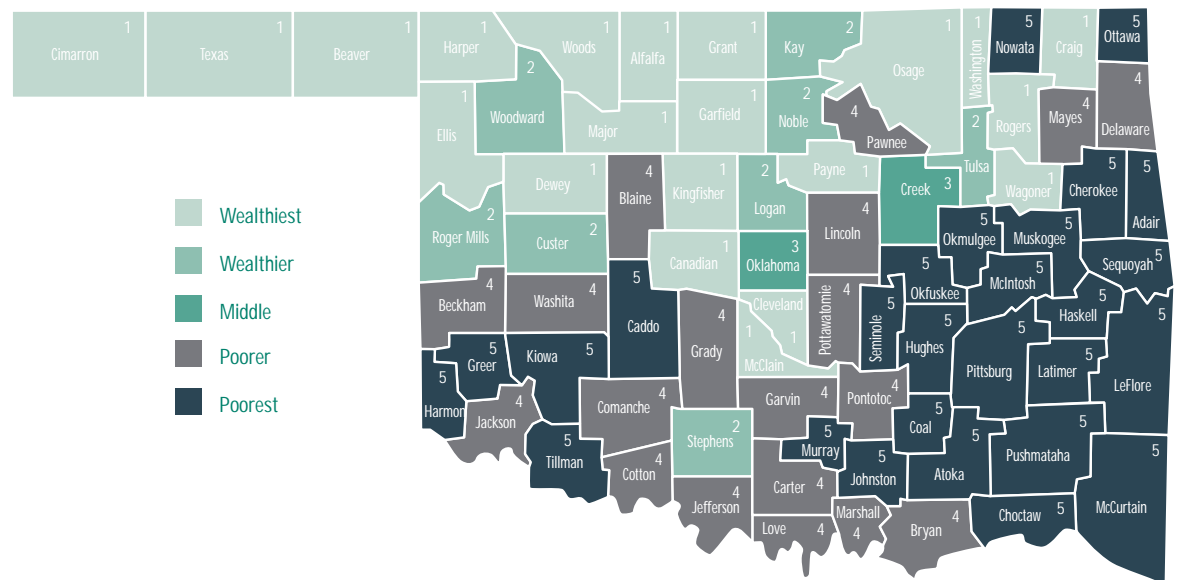 1
1
1
1
1
1
1
2
1
1
5
1
5
Cimarron
Texas
Beaver
Harper
Woods
Alfalfa
Grant
Kay
Osage
Washington
Nowata
Craig
Ottawa
2
1
1
1
2
4
2
1
4
4
Woodward
Ellis
Major
Garfield
Noble
Pawnee
Tulsa
Rogers
Mayes
Delaware
1
4
1
2
1
3
1
5
5
Dewey
Blaine
Kingfisher
Logan
Payne
Creek
Wagoner
Cherokee
Adair
Wealthiest
2
2
1
3
4
5
5
5
Roger Mills
Custer
Canadian
Oklahoma
Lincoln
Okmulgee
Muskogee
Sequoyah
Wealthier
4
4
5
4
5
5
5
5
Beckham
Washita
Caddo
Cleveland
Pottawatomie
Seminole
Okfuskee
McIntosh
Haskell
Middle
5
5
4
1
1
5
5
5
5
Greer
Kiowa
Grady
McClain
Hughes
Pittsburg
Latimer
LeFlore
Poorer
5
4
4
4
4
5
5
5
Harmon
Jackson
Comanche
Garvin
Pontotoc
Coal
Atoka
Pushmataha
Poorest
5
4
2
5
5
5
Tillman
Cotton
Stephens
Murray
Johnston
McCurtain
4
4
4
4
4
5
Jefferson
Carter
Love
Marshall
Bryan
Choctaw
4